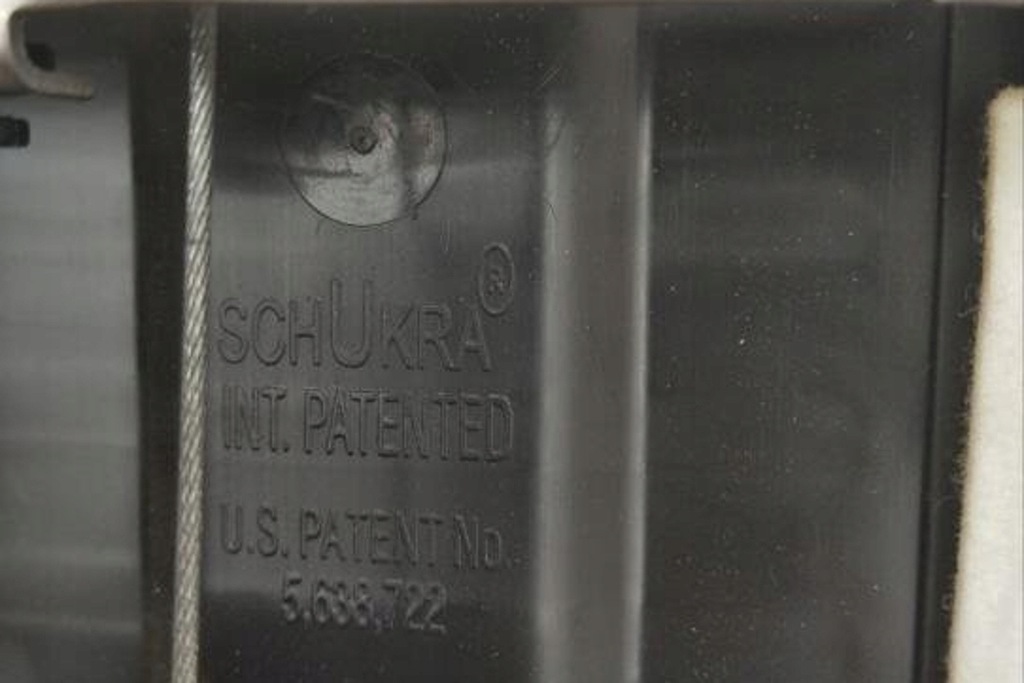 SCHUKRA®
INT. PATENTED
U.S. PATENT No.
5,638,722